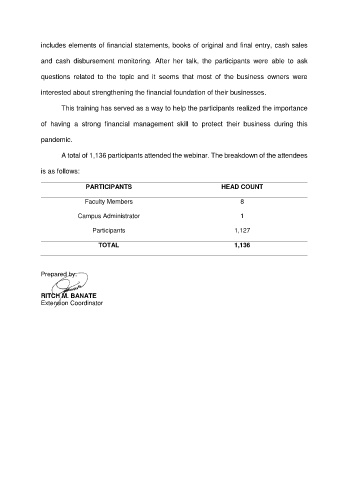 includes elements of financial statements, books of original and final entry, cash sales
and cash disbursement monitoring. After her talk, the participants were able to ask
questions related to the topic and it seems that most of the business owners were
interested about strengthening the financial foundation of their businesses.
This training has served as a way to help the participants realized the importance
of having a strong financial management skill to protect their business during this
pandemic.
A total of 1,136 participants attended the webinar. The breakdown of the attendees
is as follows:
PARTICIPANTS HEAD COUNT
Faculty Members 8
Campus Administrator 1
Participants 1,127
TOTAL 1,136
Prepared by:
RITCH M. BANATE
Extension Coordinator